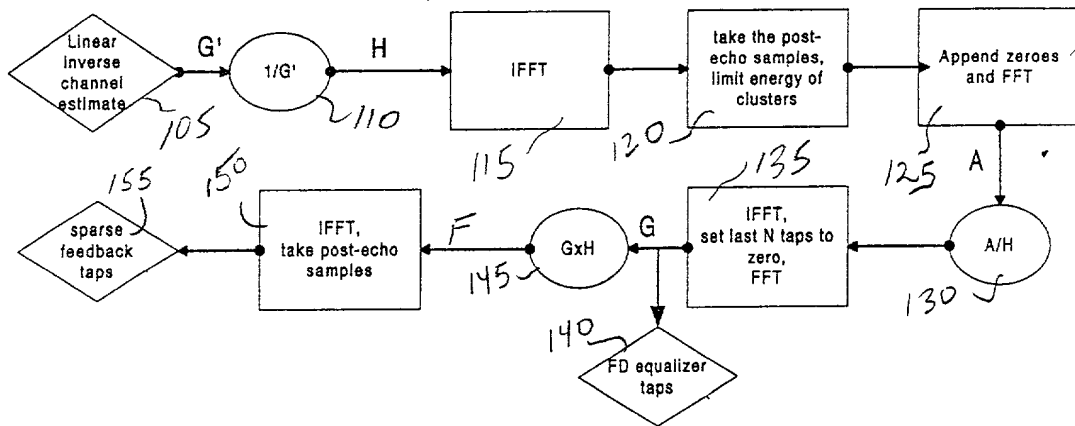 Linear
inverse
channel
estimate
105
G'
1/G'
110
H
IFFT
115
take the post-
echo samples,
limit energy of
clusters
120
Append zeroes
and FFT
125
A
A/H
130
135
IFFT,
set last N taps to
zero,
FFT
G
140
FD equalizer
taps
GxH
145
F
150
IFFT,
take post-echo
samples
155
sparse
feedback
taps